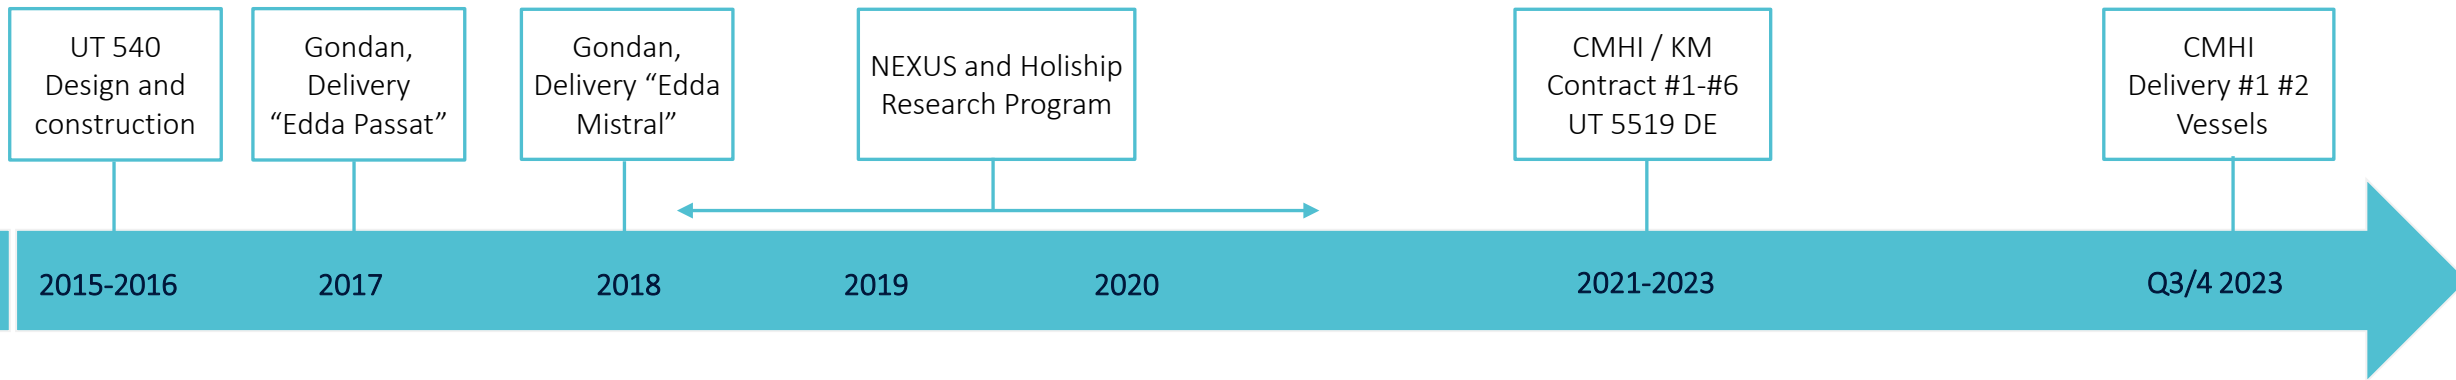 UT 540
Design and
construction
Gondan,
Delivery
“Edda Passat”
Gondan,
Delivery “Edda
Mistral”
NEXUS and Holiship
Research Program
CMHI / KM
Contract #1-#6
UT 5519 DE
CMHI
Delivery #1 #2
Vessels
2015-2016
2017
2018
2019
2020
2021-2023
Q3/4 2023